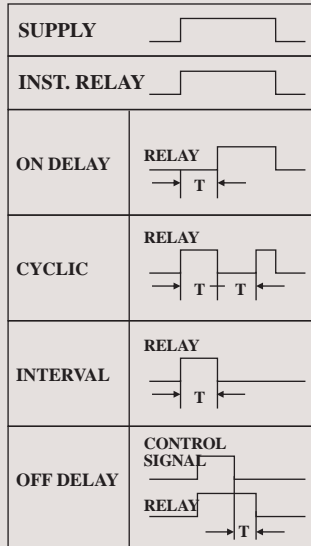 SUPPLY
INST. RELAY
ON DELAY
RELAY
T
CYCLIC
RELAY
T T
INTERVAL
RELAY
T
OFF DELAY
CONTROL
SIGNAL
RELAY
T